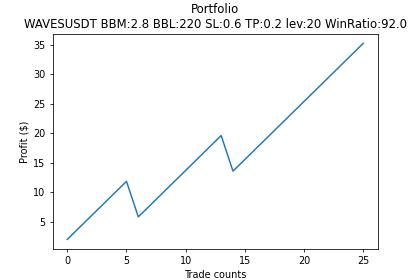 Portfolio
WAVESUSDT BBM:2.8 BBL:220 SL:0.6 TP:0.2 lev:20 WinRatio:92.0
35
30
25
20
15
10
5
Profit ($)
0 5 10 15 20 25
Trade counts